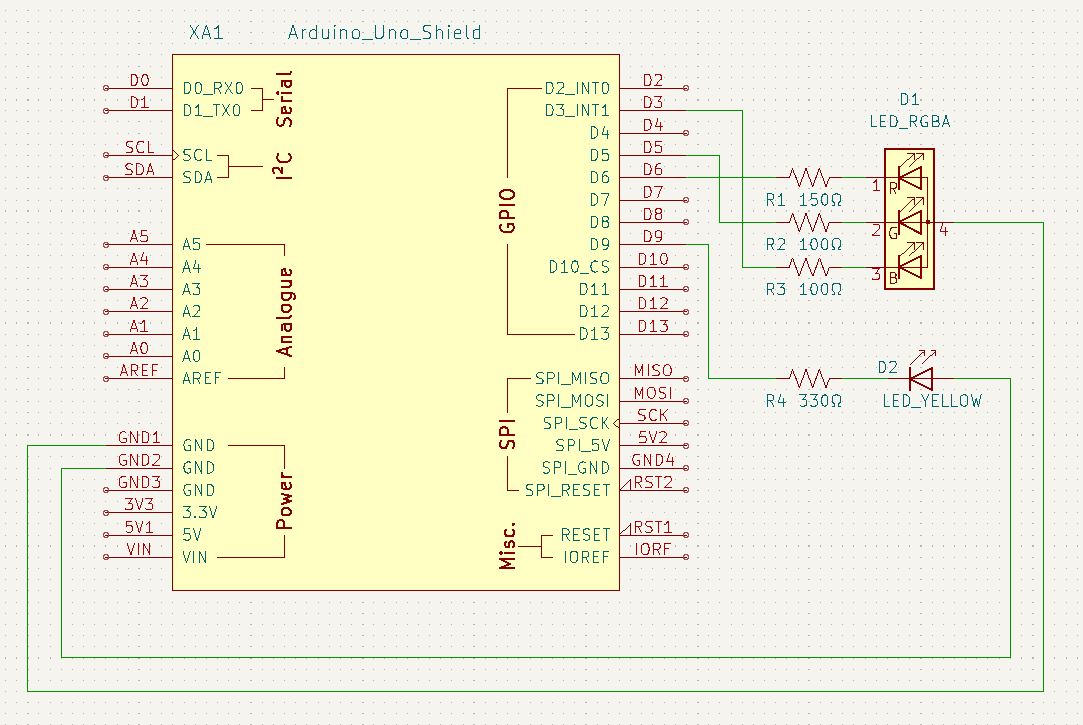 XA1 Arduino_Uno_Shield
D0 D0_RX0
D1 D1_TX0
Serial
SCL SCL
SDA SDA
I²C
A5 A5
A4 A4
A3 A3
A2 A2
A1 A1
A0 A0
AREF AREF
Analogue
GND1 GND
GND2 GND
GND3 GND
3V3 3.3V
5V1 5V
VIN VIN
Power
D2_INT0 D2
D3_INT1 D3
D4 D4
D5 D5
D6 D6
D7 D7
D8 D8
D9 D9
D10_CS D10
D11 D11
D12 D12
D13 D13
GPIO
SPI_MISO MISO
SPI_MOSI MOSI
SPI_SCK SCK
SPI_5V 5V2
SPI_GND GND4
SPI_RESET RST2
SPI
RESET RST1
IOREF IORF
Misc.
D1
LED_RGBA
R1 150Ω
1 R
R2 100Ω
2 G 4
R3 100Ω
3 B
D2
R4 330Ω
LED_YELLOW